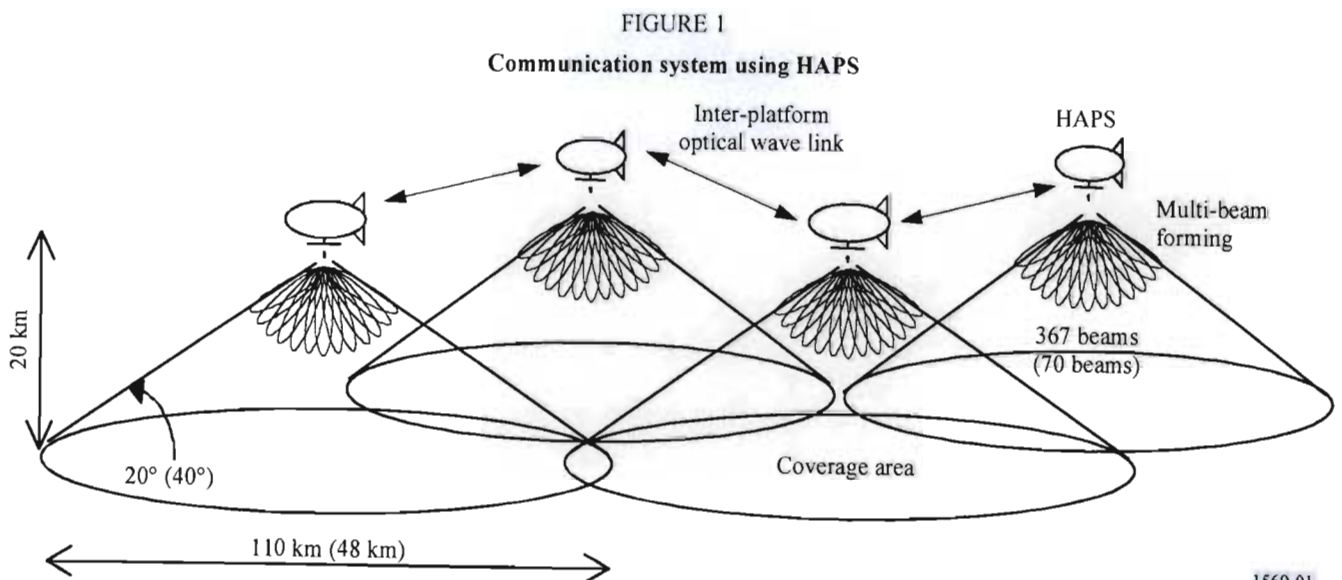 FIGURE 1
Communication system using HAPS
Inter-platform
optical wave link
HAPS
Multi-beam
forming
20 km
367 beams
(70 beams)
20° (40°)
Coverage area
110 km (48 km)
1569-01